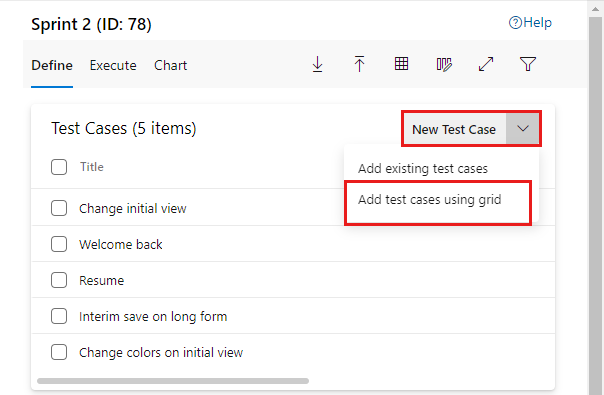 Sprint 2 (ID: 78)
Help
Define Execute Chart
Test Cases (5 items)
New Test Case
Add existing test cases
Add test cases using grid
Title
Change initial view
Welcome back
Resume
Interim save on long form
Change colors on initial view